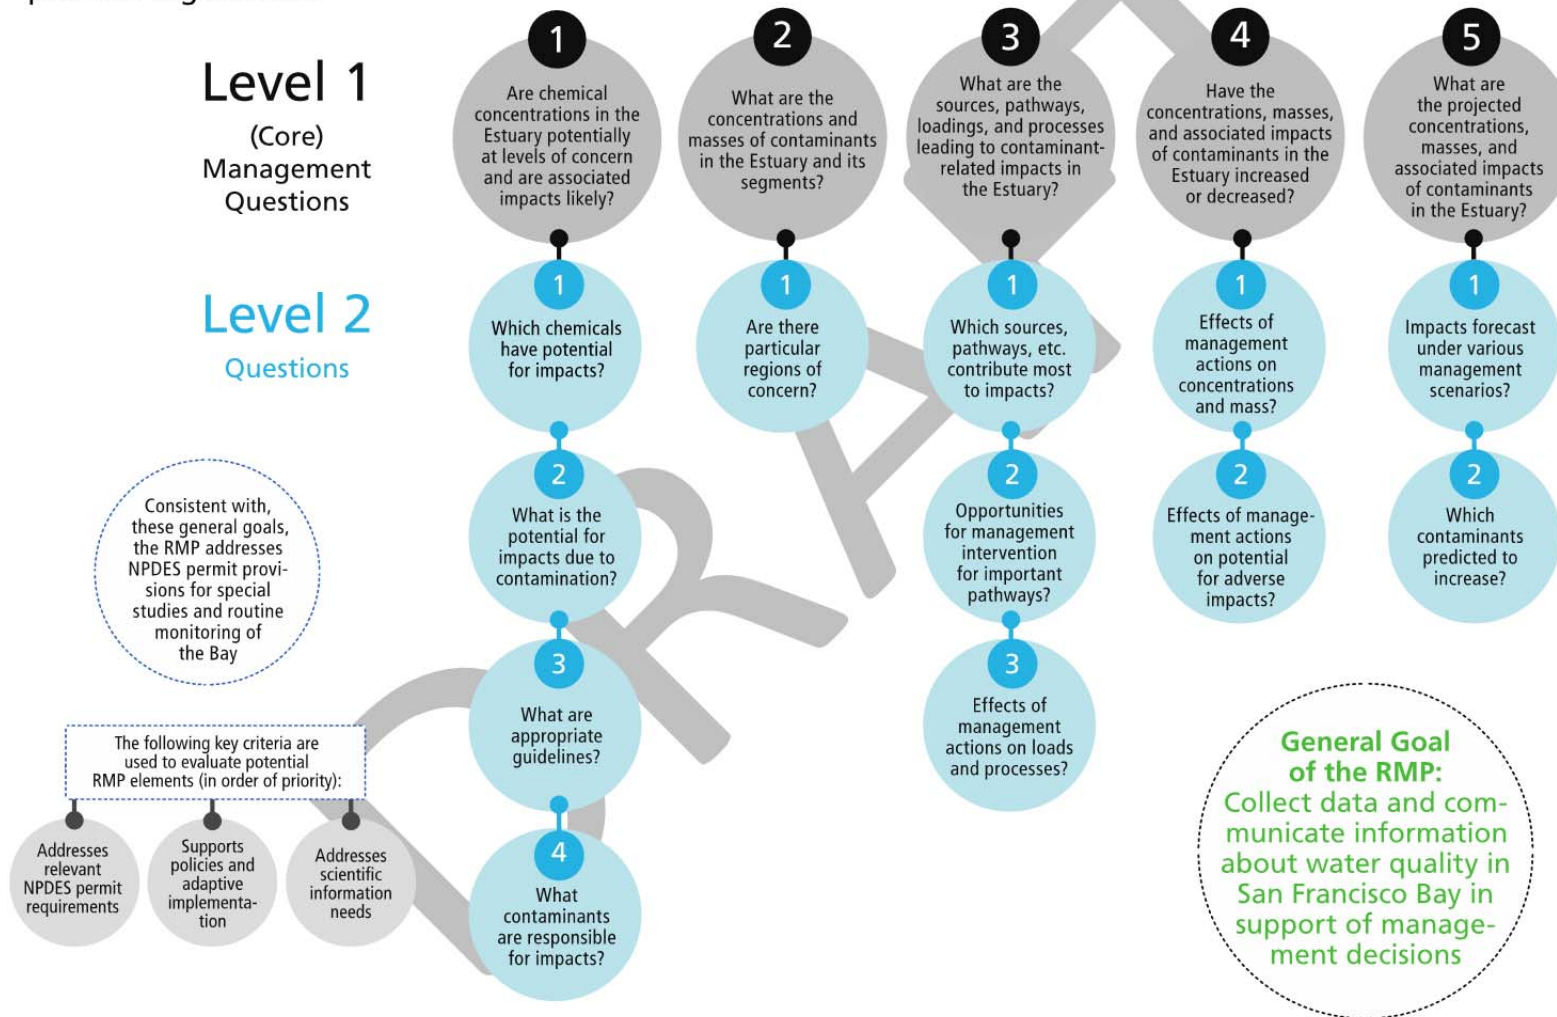 Level 1
(Core)
Management
Questions
1
Are chemical
concentrations in the
Estuary potentially
at levels of concern
and are associated
impacts likely?
2
What are the
concentrations and
masses of contaminants
in the Estuary and its
segments?
3
What are the
sources, pathways,
loadings, and processes
leading to contaminant-
related impacts in
the Estuary?
4
Have the
concentrations, masses,
and associated impacts
of contaminants in the
Estuary increased
or decreased?
5
What are
the projected
concentrations,
masses, and
associated impacts
of contaminants
in the Estuary?
Level 2
Questions
1
Which chemicals
have potential
for impacts?
1
Are there
particular
regions of
concern?
1
Which sources,
pathways, etc.
contribute most
to impacts?
1
Effects of
management
actions on
concentrations
and mass?
1
Impacts forecast
under various
management
scenarios?
2
What is the
potential for
impacts due to
contamination?
2
Opportunities
for management
intervention
for important
pathways?
2
Effects of manage-
ment actions
on potential
for adverse
impacts?
2
Which
contaminants
predicted to
increase?
3
What are
appropriate
guidelines?
3
Effects of
management
actions on loads
and processes?
4
What
contaminants
are responsible
for impacts?
Consistent with,
these general goals,
the RMP addresses
NPDES permit provi-
sions for special
studies and routine
monitoring of
the Bay
The following key criteria are
used to evaluate potential
RMP elements (in order of priority):
Addresses
relevant
NPDES permit
requirements
Supports
policies and
adaptive
implementa-
tion
Addresses
scientific
information
needs
General Goal
of the RMP:
Collect data and com-
municate information
about water quality in
San Francisco Bay in
support of manage-
ment decisions